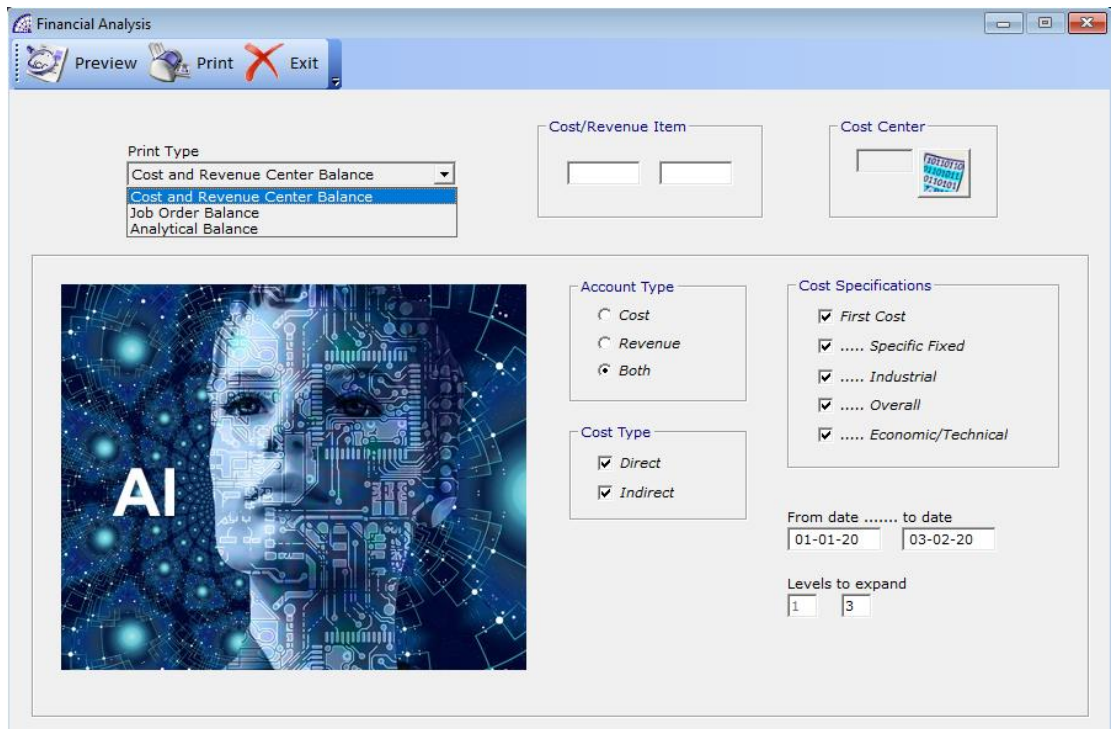 Financial Analysis
Preview Print Exit
Print Type
Cost and Revenue Center Balance
Cost and Revenue Center Balance
Job Order Balance
Analytical Balance
Cost/Revenue Item
Cost Center
10110110
01101011
0110101
AI
Account Type
Cost
Revenue
Both
Cost Type
Direct
Indirect
Cost Specifications
First Cost
..... Specific Fixed
..... Industrial
..... Overall
..... Economic/Technical
From date ....... to date
01-01-20 03-02-20
Levels to expand
1 3